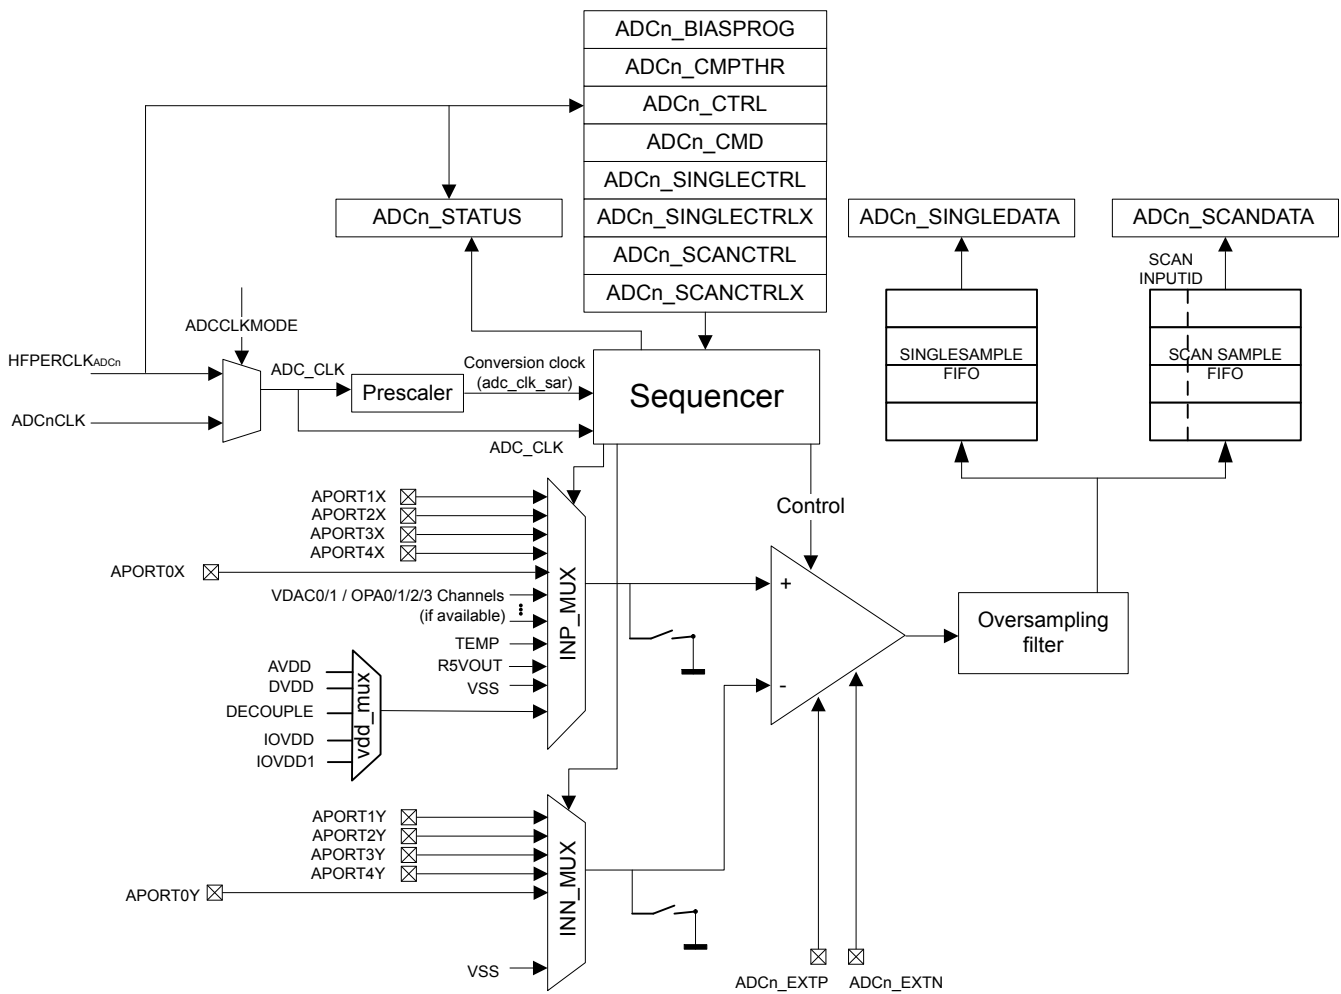 ADCn_BIASPROG
ADCn_CMPTHR
ADCn_CTRL
ADCn_CMD
ADCn_SINGLECTRL
ADCn_SINGLECTRLX
ADCn_SCANCTRL
ADCn_SCANCTRLX
ADCn_STATUS
ADCn_SINGLEDATA
ADCn_SCANDATA
SCAN
INPUTID
SINGLESAMPLE
FIFO
SCAN SAMPLE
FIFO
ADCCLKMODE
HFPERCLKADCn
ADCnCLK
ADC_CLK
Prescaler
Conversion clock
(adc_clk_sar)
Sequencer
ADC_CLK
Control
APORT1X
APORT2X
APORT3X
APORT4X
APORT0X
VDAC0/1 / OPA0/1/2/3 Channels
(if available)
TEMP
R5VOUT
VSS
INP_MUX
AVDD
DVDD
DECOUPLE
IOVDD
IOVDD1
vdd_mux
+
-
Oversampling
filter
APORT1Y
APORT2Y
APORT3Y
APORT4Y
APORT0Y
VSS
INN_MUX
ADCn_EXTP
ADCn_EXTN